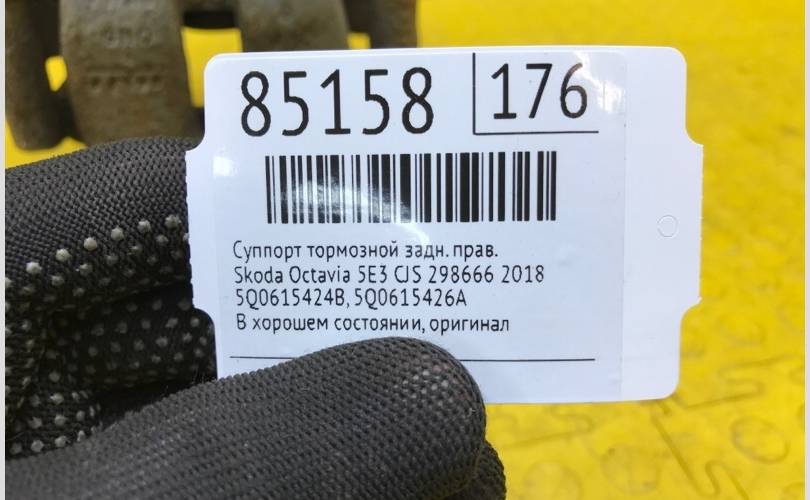 85158 176
Суппорт тормозной задн. прав.
Skoda Octavia 5E3 CJS 298666 2018
5Q0615424B, 5Q0615426A
В хорошем состоянии, оригинал